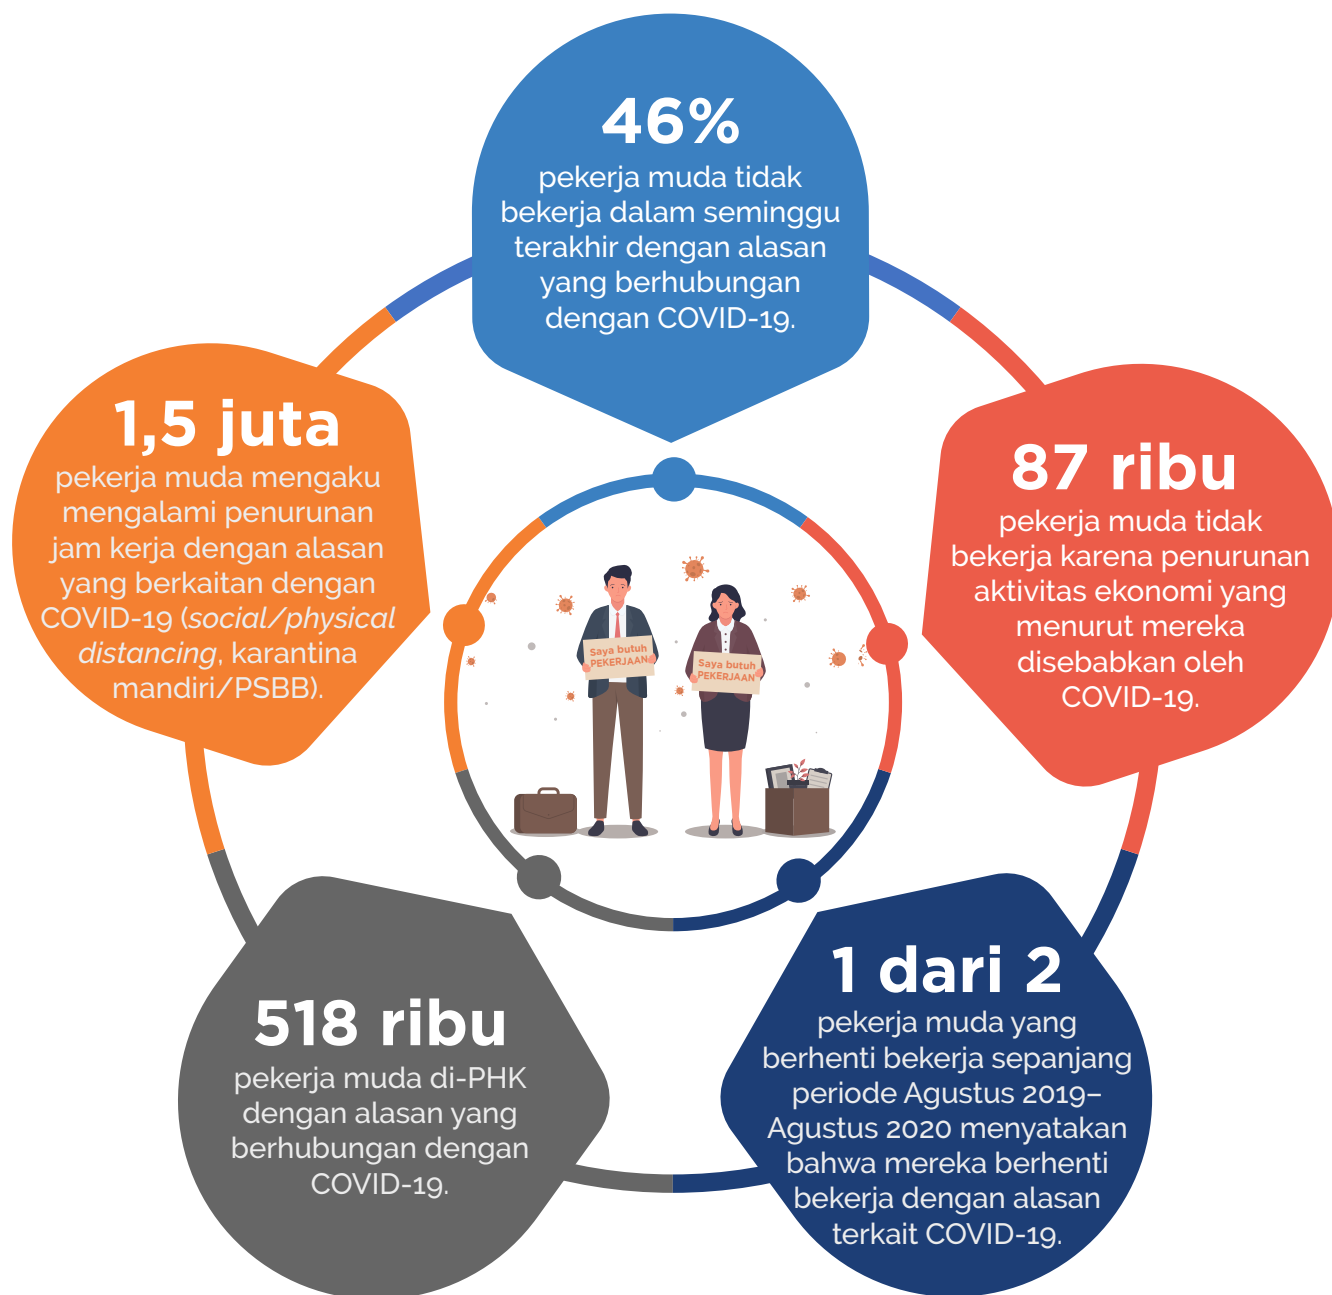 46%
pekerja muda tidak
bekerja dalam seminggu
terakhir dengan alasan
yang berhubungan
dengan COVID-19.
1,5 juta
pekerja muda mengaku
mengalami penurunan
jam kerja dengan alasan
yang berkaitan dengan
COVID-19 (social/physical
distancing, karantina
mandiri/PSBB).
87 ribu
pekerja muda tidak
bekerja karena penurunan
aktivitas ekonomi yang
menurut mereka
disebabkan oleh
COVID-19.
Saya butuh
PEKERJAAN
Saya butuh
PEKERJAAN
518 ribu
pekerja muda di-PHK
dengan alasan yang
berhubungan dengan
COVID-19.
1 dari 2
pekerja muda yang
berhenti bekerja sepanjang
periode Agustus 2019–
Agustus 2020 menyatakan
bahwa mereka berhenti
bekerja dengan alasan
terkait COVID-19.